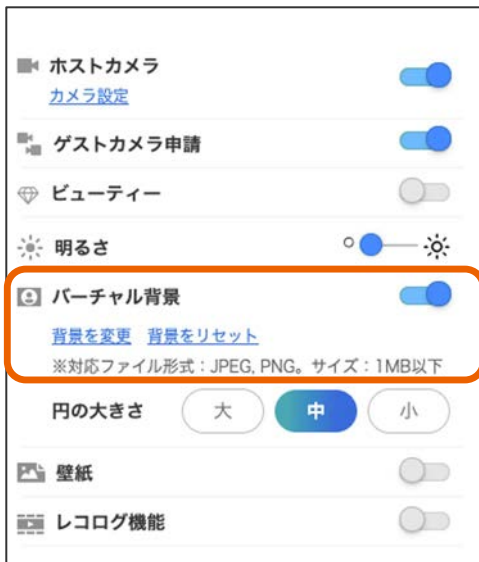 ホストカメラ
カメラ設定
ゲストカメラ申請
ビューティー
明るさ
バーチャル背景
背景を変更 背景をリセット
※対応ファイル形式：JPEG, PNG。サイズ：1MB以下
円の大きさ 大 中 小
壁紙
レコログ機能